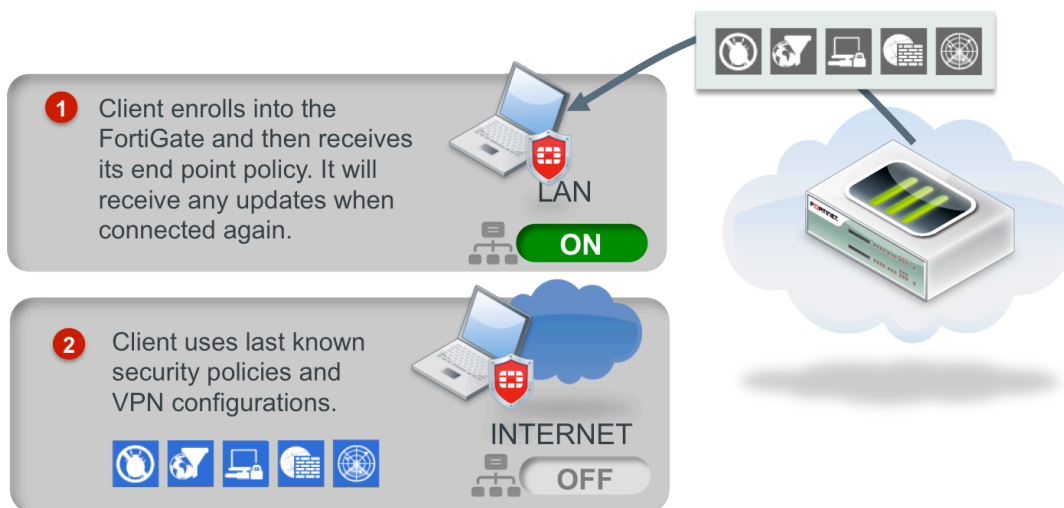 1
Client enrolls into the
FortiGate and then receives
its end point policy. It will
receive any updates when
connected again.
LAN
ON
FORTINET
2
Client uses last known
security policies and
VPN configurations.
INTERNET
OFF